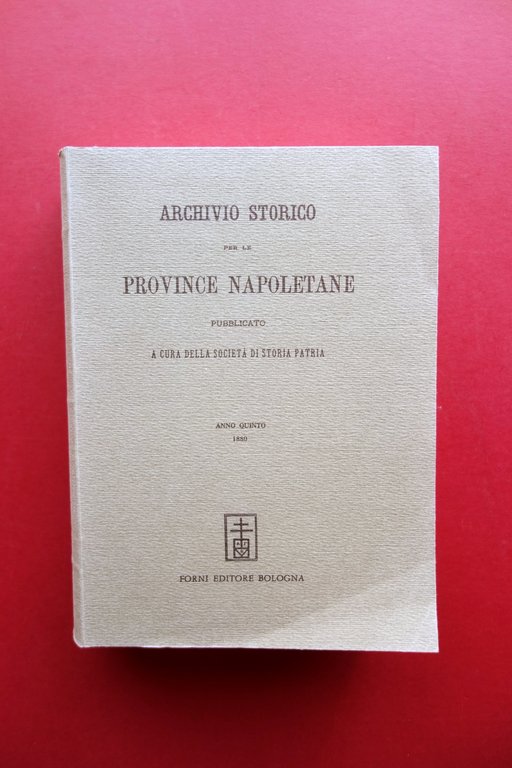 ARCHIVIO STORICO
PER LE
PROVINCE NAPOLETANE
PUBBLICATO
A CURA DELLA SOCIETÀ DI STORIA PATRIA
ANNO QUINTO
1880
FORNI EDITORE BOLOGNA